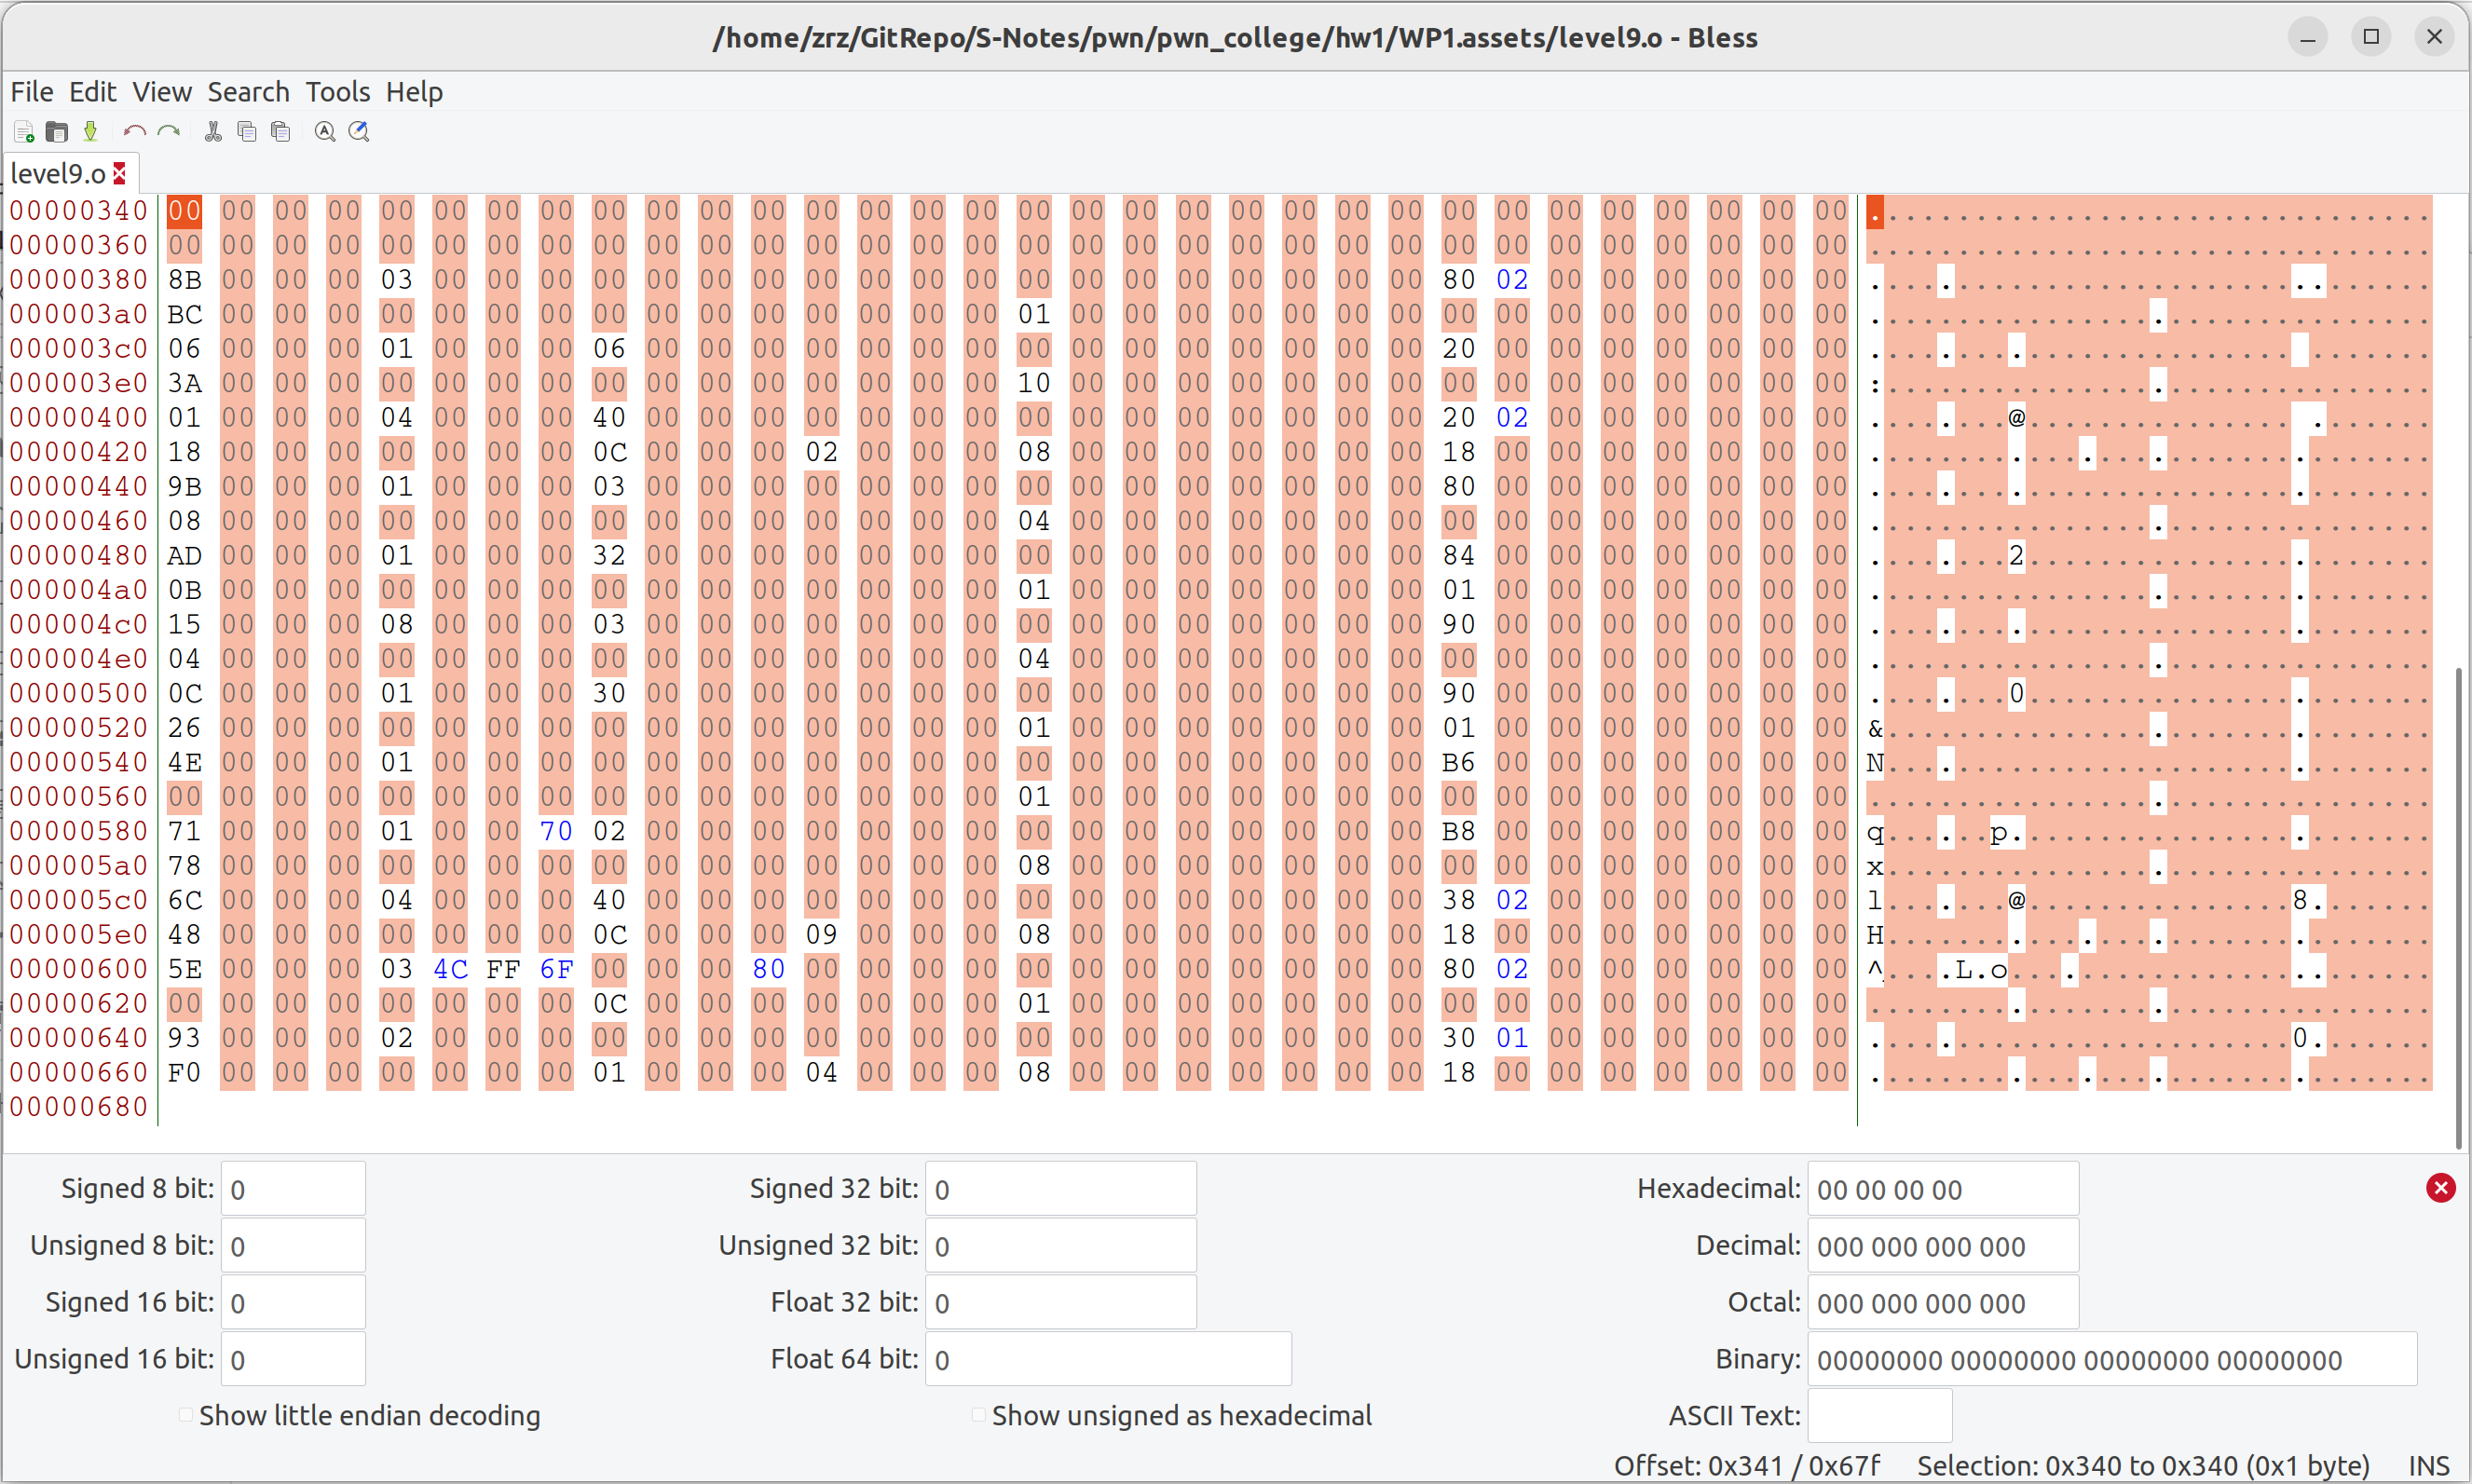 /home/zrz/GitRepo/S-Notes/pwn/pwn_college/hw1/WP1.assets/level9.o - Bless
File Edit View Search Tools Help
level9.o
00000340 00 00 00 00 00 00 00 00 00 00 00 00 00 00 00 00 00 00 00 00 00 00 00 00 00 00 00 00 00 00 00 00 ................................
00000360 00 00 00 00 00 00 00 00 00 00 00 00 00 00 00 00 00 00 00 00 00 00 00 00 00 00 00 00 00 00 00 00 ................................
00000380 8B 00 00 00 03 00 00 00 00 00 00 00 00 00 00 00 00 00 00 00 00 00 00 00 80 02 00 00 00 00 00 00 ................................
000003a0 BC 00 00 00 00 00 00 00 00 00 00 00 00 00 00 00 01 00 00 00 00 00 00 00 00 00 00 00 00 00 00 00 ................................
000003c0 06 00 00 00 01 00 00 00 06 00 00 00 00 00 00 00 00 00 00 00 00 00 00 00 20 00 00 00 00 00 00 00 ........................ .......
000003e0 3A 00 00 00 00 00 00 00 00 00 00 00 00 00 00 00 10 00 00 00 00 00 00 00 00 00 00 00 00 00 00 00 :...............................
00000400 01 00 00 00 04 00 00 00 40 00 00 00 00 00 00 00 00 00 00 00 00 00 00 00 20 02 00 00 00 00 00 00 ........@............... .......
00000420 18 00 00 00 00 00 00 00 0C 00 00 00 02 00 00 00 08 00 00 00 00 00 00 00 18 00 00 00 00 00 00 00 ................................
00000440 9B 00 00 00 01 00 00 00 03 00 00 00 00 00 00 00 00 00 00 00 00 00 00 00 80 00 00 00 00 00 00 00 ................................
00000460 08 00 00 00 00 00 00 00 00 00 00 00 00 00 00 00 04 00 00 00 00 00 00 00 00 00 00 00 00 00 00 00 ................................
00000480 AD 00 00 00 01 00 00 00 32 00 00 00 00 00 00 00 00 00 00 00 00 00 00 00 84 00 00 00 00 00 00 00 ........2.......................
000004a0 0B 00 00 00 00 00 00 00 00 00 00 00 00 00 00 00 01 00 00 00 00 00 00 00 01 00 00 00 00 00 00 00 ................................
000004c0 15 00 00 00 08 00 00 00 03 00 00 00 00 00 00 00 00 00 00 00 00 00 00 00 90 00 00 00 00 00 00 00 ................................
000004e0 04 00 00 00 00 00 00 00 00 00 00 00 00 00 00 00 04 00 00 00 00 00 00 00 00 00 00 00 00 00 00 00 ................................
00000500 0C 00 00 00 01 00 00 00 30 00 00 00 00 00 00 00 00 00 00 00 00 00 00 00 90 00 00 00 00 00 00 00 ........0.......................
00000520 26 00 00 00 00 00 00 00 00 00 00 00 00 00 00 00 01 00 00 00 00 00 00 00 01 00 00 00 00 00 00 00 &...............................
00000540 4E 00 00 00 01 00 00 00 00 00 00 00 00 00 00 00 00 00 00 00 00 00 00 00 B6 00 00 00 00 00 00 00 N...............................
00000560 00 00 00 00 00 00 00 00 00 00 00 00 00 00 00 00 01 00 00 00 00 00 00 00 00 00 00 00 00 00 00 00 ................................
00000580 71 00 00 00 01 00 00 70 02 00 00 00 00 00 00 00 00 00 00 00 00 00 00 00 B8 00 00 00 00 00 00 00 q......p........................
000005a0 78 00 00 00 00 00 00 00 00 00 00 00 00 00 00 00 08 00 00 00 00 00 00 00 00 00 00 00 00 00 00 00 x...............................
000005c0 6C 00 00 00 04 00 00 00 40 00 00 00 00 00 00 00 00 00 00 00 00 00 00 00 38 02 00 00 00 00 00 00 l.......@...............8.......
000005e0 48 00 00 00 00 00 00 00 0C 00 00 00 09 00 00 00 08 00 00 00 00 00 00 00 18 00 00 00 00 00 00 00 H...............................
00000600 5E 00 00 00 03 4C FF 6F 00 00 00 80 00 00 00 00 00 00 00 00 00 00 00 00 80 02 00 00 00 00 00 00 ^....L.o........................
00000620 00 00 00 00 00 00 00 00 0C 00 00 00 00 00 00 00 01 00 00 00 00 00 00 00 00 00 00 00 00 00 00 00 ................................
00000640 93 00 00 00 02 00 00 00 00 00 00 00 00 00 00 00 00 00 00 00 00 00 00 00 30 01 00 00 00 00 00 00 ........................0.......
00000660 F0 00 00 00 00 00 00 00 01 00 00 00 04 00 00 00 08 00 00 00 00 00 00 00 18 00 00 00 00 00 00 00 ................................
00000680
Signed 8 bit: 0 Signed 32 bit: 0 Hexadecimal: 00 00 00 00
Unsigned 8 bit: 0 Unsigned 32 bit: 0 Decimal: 000 000 000 000
Signed 16 bit: 0 Float 32 bit: 0 Octal: 000 000 000 000
Unsigned 16 bit: 0 Float 64 bit: 0 Binary: 00000000 00000000 00000000 00000000
Show little endian decoding Show unsigned as hexadecimal ASCII Text:
Offset: 0x341 / 0x67f Selection: 0x340 to 0x340 (0x1 byte) INS